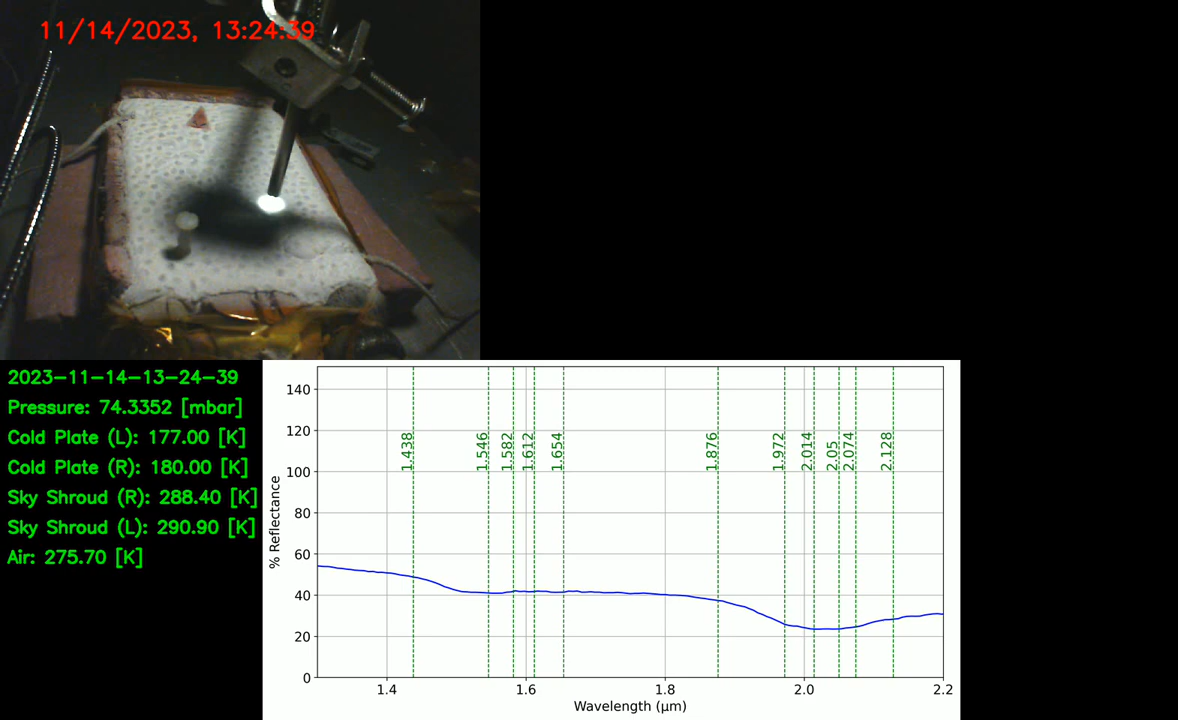 11/14/2023, 13:24:39
2023-11-14-13-24-39
Pressure: 74.3352 [mbar]
Cold Plate (L): 177.00 [K]
Cold Plate (R): 180.00 [K]
Sky Shroud (R): 288.40 [K]
Sky Shroud (L): 290.90 [K]
Air: 275.70 [K]
% Reflectance
140
120
100
80
60
40
20
0
1.438
1.546
1.582
1.612
1.654
1.876
1.972
2.014
2.05
2.074
2.128
1.4 1.6 1.8 2.0 2.2
Wavelength (μm)